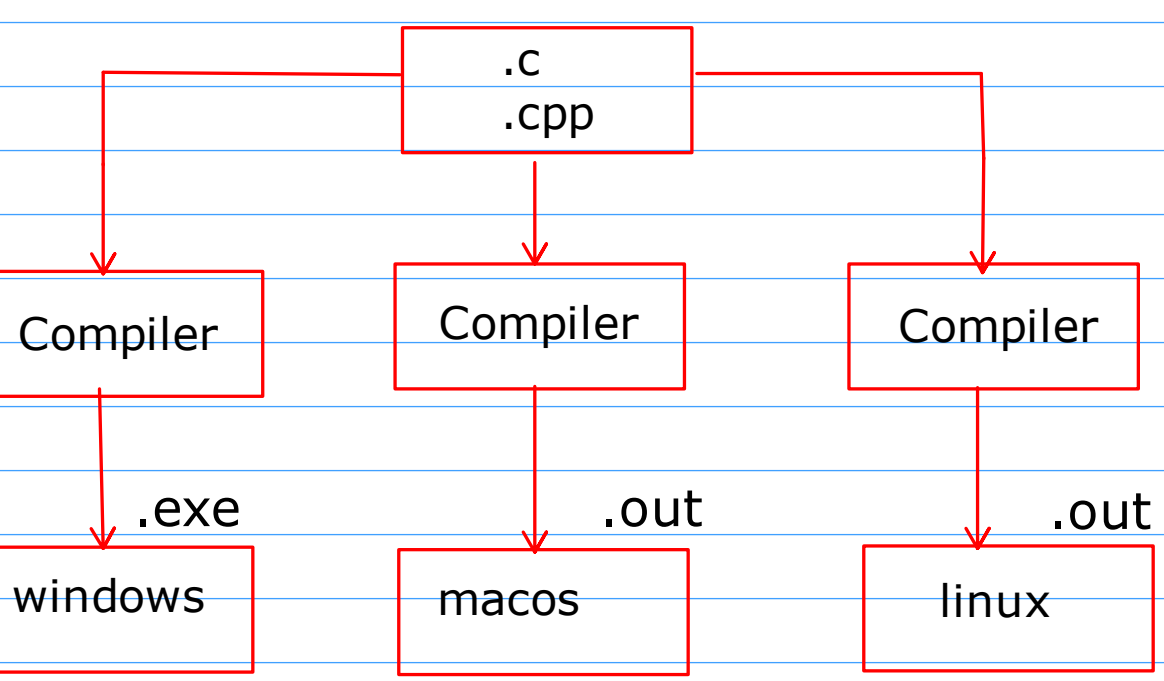 .c
.cpp
Compiler
Compiler
Compiler
.exe
.out
.out
windows
macos
linux